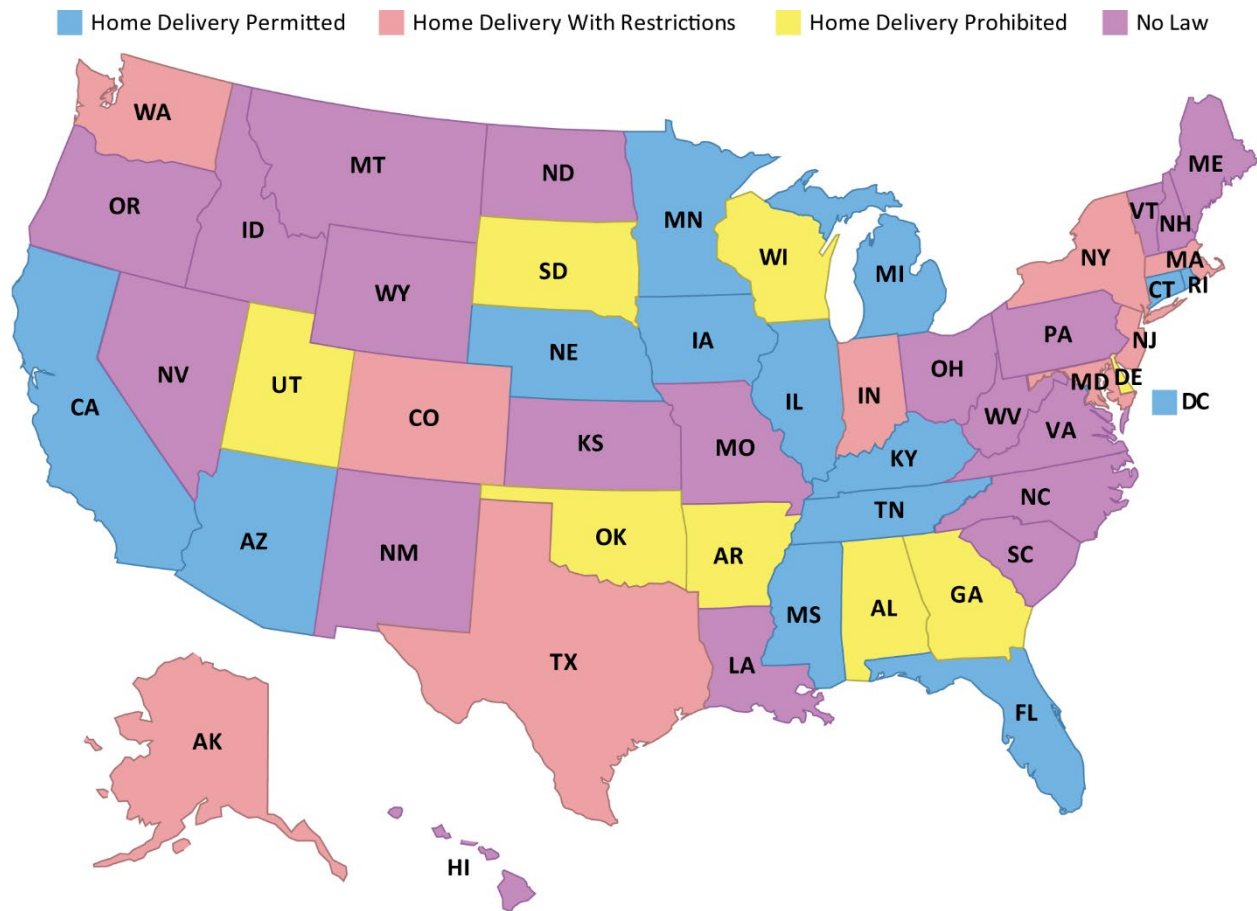 Home Delivery Permitted
Home Delivery With Restrictions
Home Delivery Prohibited
No Law
WA
MT
ND
MN
ME
VT
NH
OR
ID
SD
WI
MI
NY
MA
CT
RI
WY
IA
PA
NJ
NE
NV
UT
CO
IL
IN
OH
MD
DE
DC
CA
KS
MO
WV
VA
KY
AZ
NM
OK
AR
TN
NC
SC
MS
AL
GA
TX
LA
FL
AK
HI